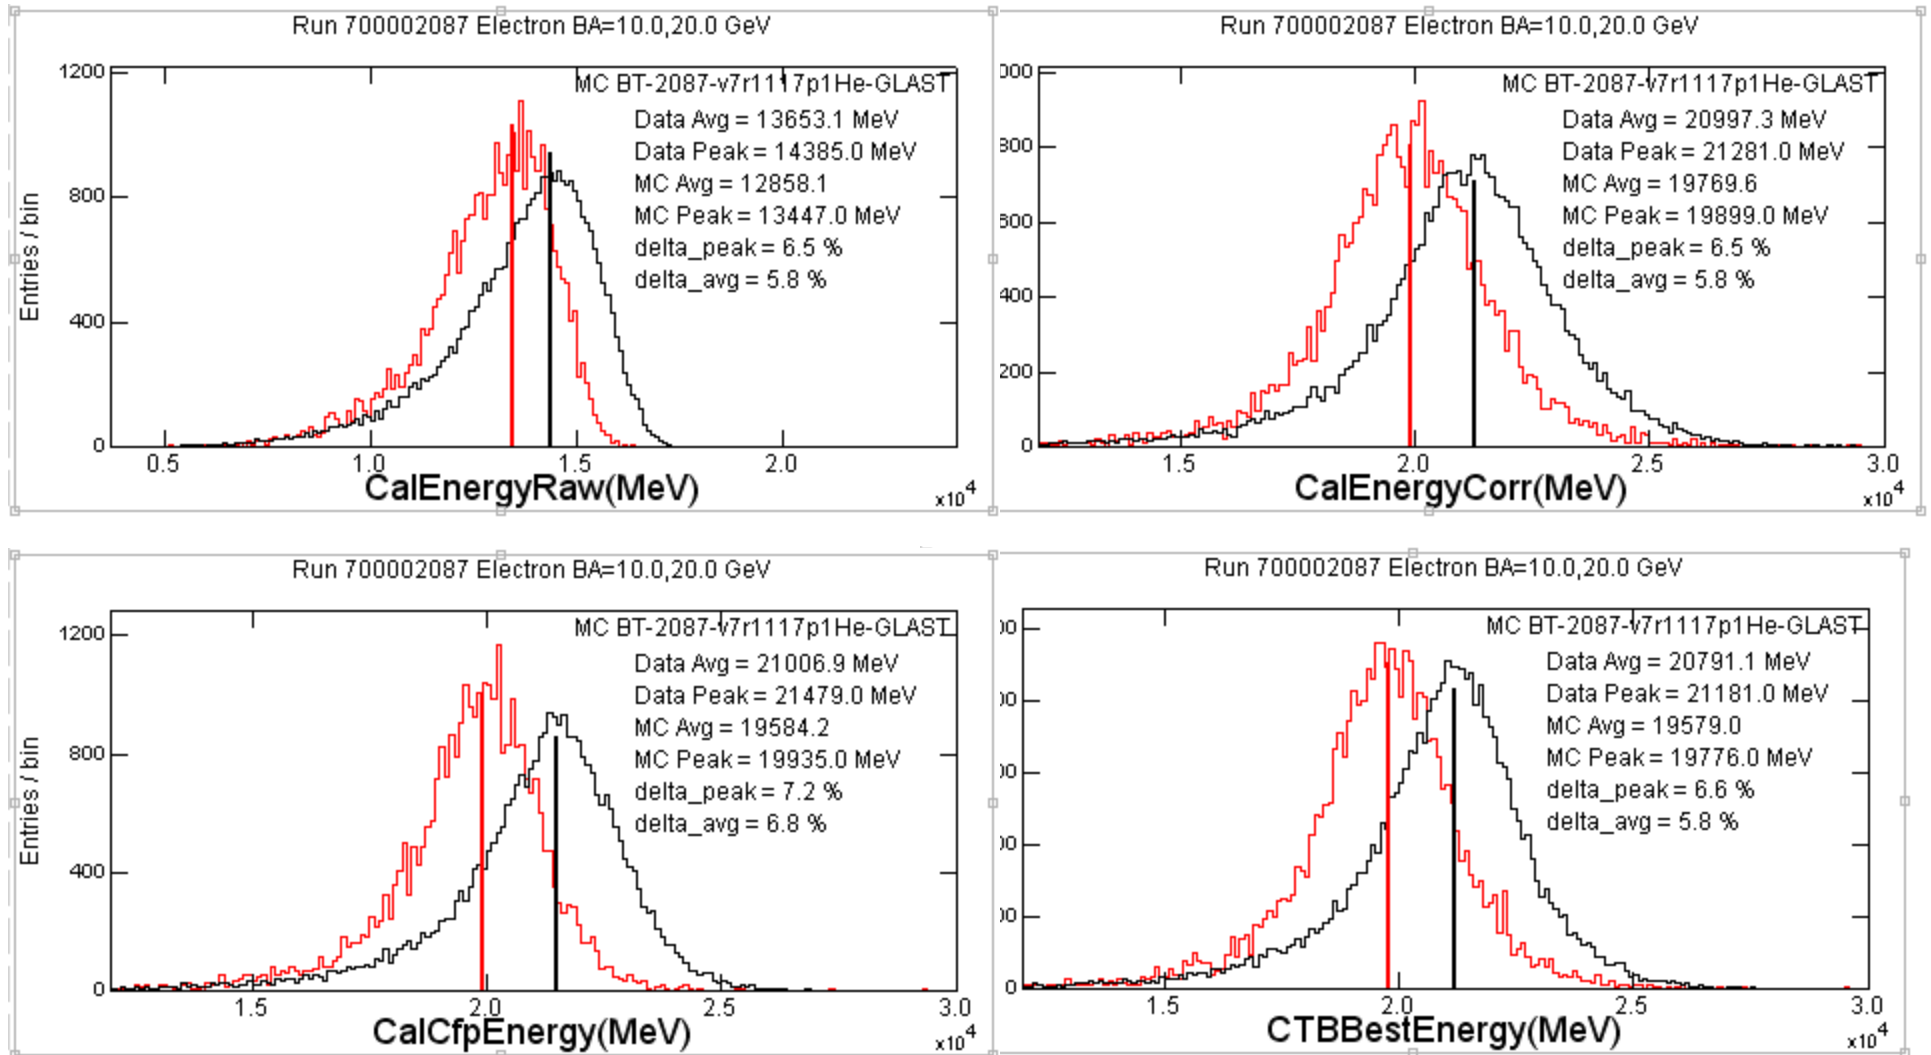 Run 700002087 Electron BA=10.0,20.0 GeV
MC BT-2087-v7r1117p1He-GLAST
Data Avg = 13653.1 MeV
Data Peak = 14385.0 MeV
MC Avg = 12858.1
MC Peak = 13447.0 MeV
delta_peak = 6.5 %
delta_avg = 5.8 %
Entries / bin
1200
800
400
0
0.5 1.0 1.5 2.0
CalEnergyRaw(MeV)
x10^4
Run 700002087 Electron BA=10.0,20.0 GeV
MC BT-2087-v7r1117p1He-GLAST
Data Avg = 20997.3 MeV
Data Peak = 21281.0 MeV
MC Avg = 19769.6
MC Peak = 19899.0 MeV
delta_peak = 6.5 %
delta_avg = 5.8 %
000
800
600
400
200
0
1.5 2.0 2.5 3.0
CalEnergyCorr(MeV)
x10^4
Run 700002087 Electron BA=10.0,20.0 GeV
MC BT-2087-v7r1117p1He-GLAST
Data Avg = 21006.9 MeV
Data Peak = 21479.0 MeV
MC Avg = 19584.2
MC Peak = 19935.0 MeV
delta_peak = 7.2 %
delta_avg = 6.8 %
Entries / bin
1200
800
400
0
1.5 2.0 2.5 3.0
CalCfpEnergy(MeV)
x10^4
Run 700002087 Electron BA=10.0,20.0 GeV
MC BT-2087-v7r1117p1He-GLAST
Data Avg = 20791.1 MeV
Data Peak = 21181.0 MeV
MC Avg = 19579.0
MC Peak = 19776.0 MeV
delta_peak = 6.6 %
delta_avg = 5.8 %
00
00
00
00
00
0
1.5 2.0 2.5 3.0
CTBBestEnergy(MeV)
x10^4